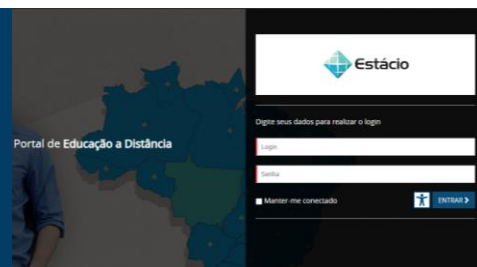 Estácio
Digite seus dados para realizar o login
Portal de Educação a Distância
Login
Senha
Manter-me conectado
ENTRAR